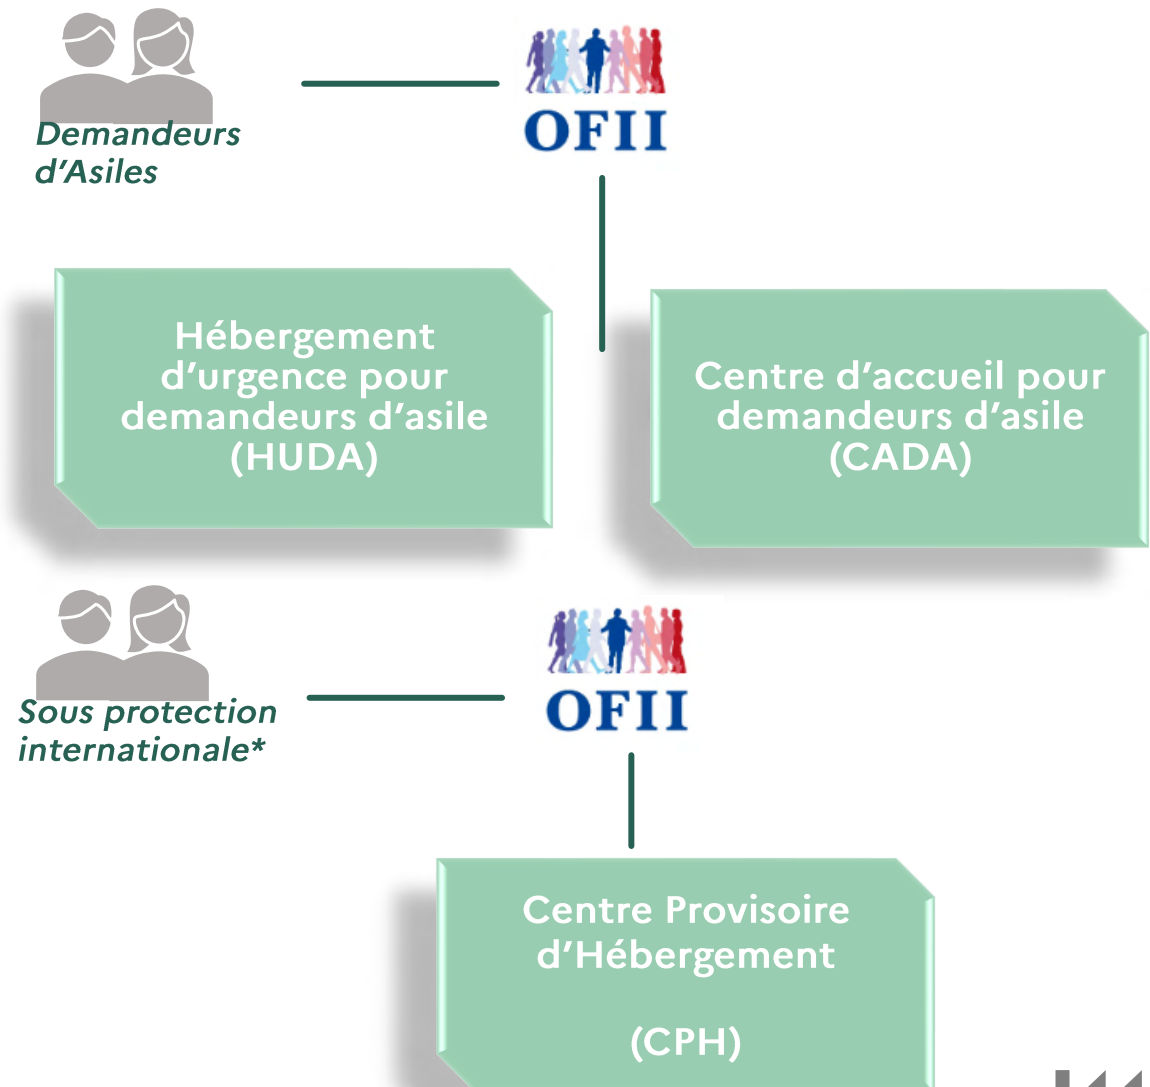 Demandeurs
d'Asiles
OFII
Hébergement
d'urgence pour
demandeurs d'asile
(HUDA)
Centre d'accueil pour
demandeurs d'asile
(CADA)
Sous protection
internationale*
OFII
Centre Provisoire
d'Hébergement
(CPH)